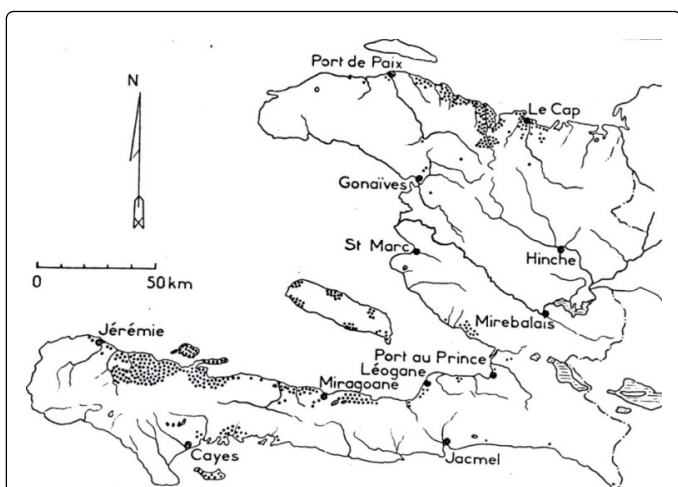 Port de Paix
N
Le Cap
Gonaïves
St Marc
Hinche
0 50 km
Mirebalais
Jérémie
Port au Prince
Léogane
Miragoane
Cayes
Jacmel